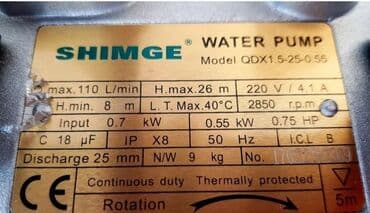 SHIMGE® WATER PUMP
Model QDX1.5-25-0.55
max.110 L/min H.max.26 m 220 V / 4.1 A
H.min. 8 m L.T.Max.40°C 2850 r.p.m
Input 0.7 kW 0.55 kW 0.75 HP
C 18 µF IP X8 50 Hz I.CL B
Discharge 25 mm N/W 9 kg No.
CE Continuous duty Thermally protected
Rotation 5m